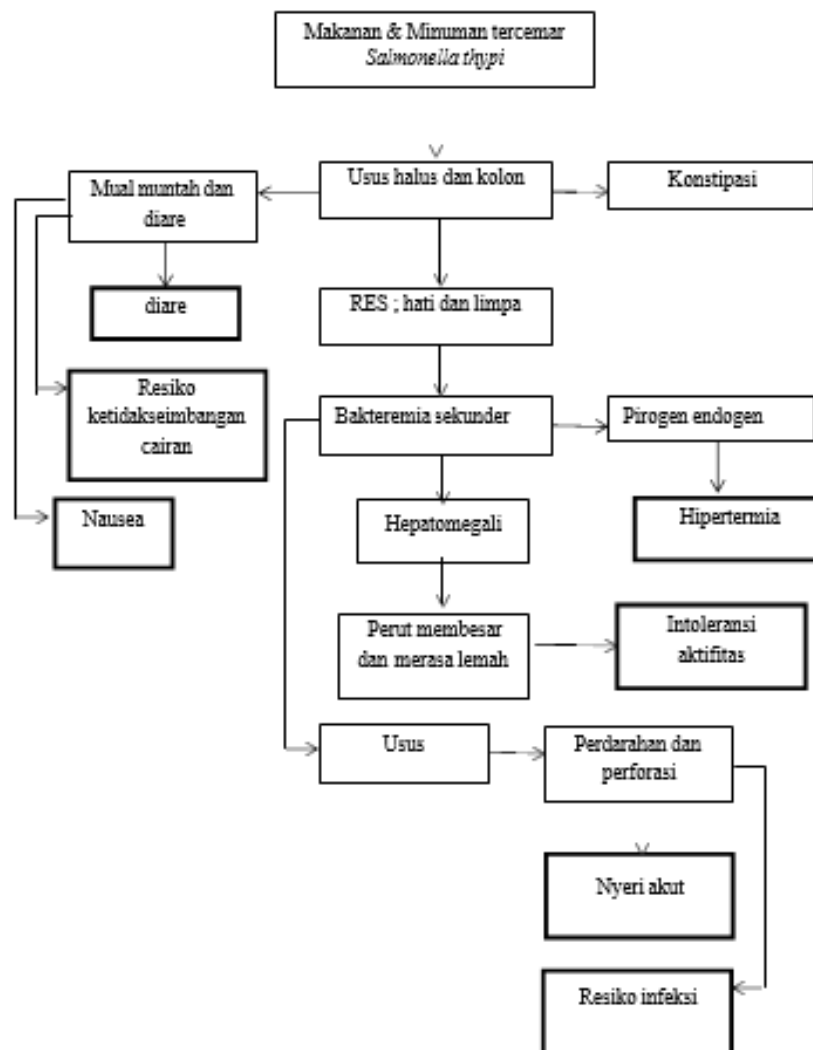 Makanan & Minuman tercemar
Salmonella thypi
Mual muntah dan
diare
Usus halus dan kolon
Konstipasi
diare
RES ; hati dan limpa
Resiko
ketidakseimbangan
cairan
Bakteremia sekunder
Pirogen endogen
Nausea
Hepatomegali
Hipertermia
Perut membesar
dan merasa lemah
Intoleransi
aktifitas
Usus
Perdarahan dan
perforasi
Nyeri akut
Resiko infeksi